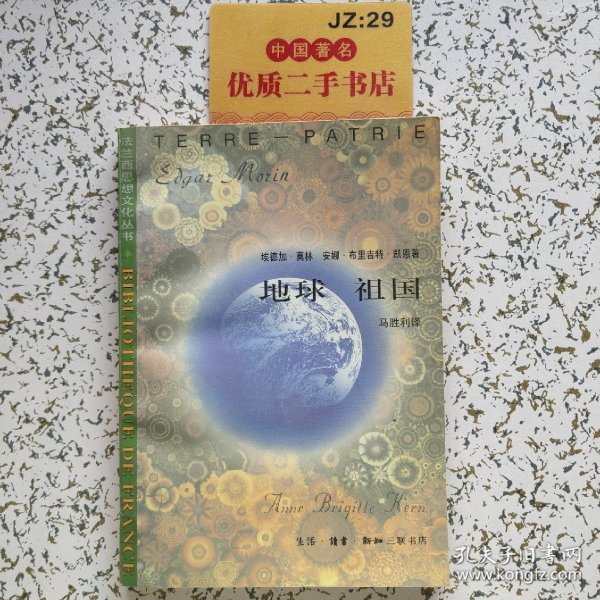 JZ:29
中国著名
优质二手书店
TERRE — PATRIE
Edgar Morin
法兰西思想文化丛书 * BIBLIOTHEQUE DE FRANCE
埃德加·莫林 安娜·布里吉特·凯恩著
地球 祖国
马胜利译
Anne Brigitte Kern
生活·讀書·新知三联书店
孔夫子旧书网
www.kongfz.com